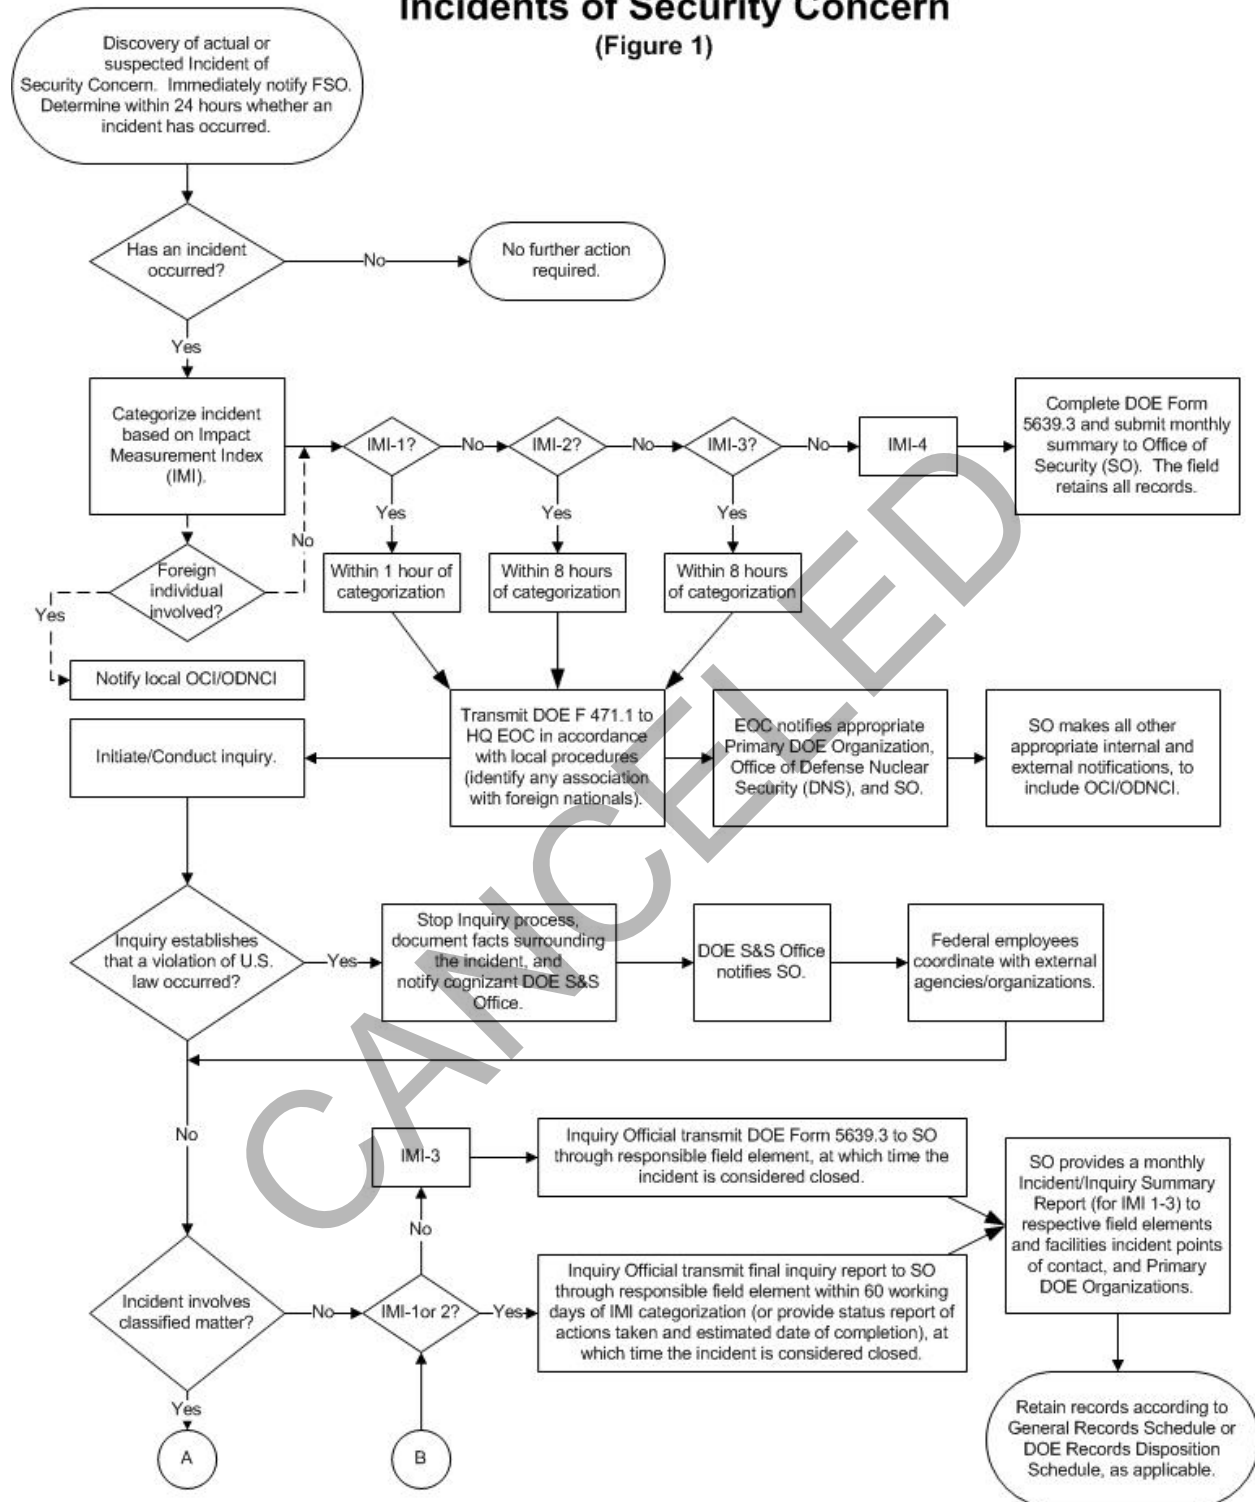 Incidents of Security Concern
(Figure 1)
Discovery of actual or
suspected Incident of
Security Concern. Immediately notify FSO.
Determine within 24 hours whether an
incident has occurred.
Has an incident
occurred?
No
No further action
required.
Yes
Categorize incident
based on Impact
Measurement Index
(IMI).
IMI-1?
No
IMI-2?
No
IMI-3?
No
IMI-4
Complete DOE Form
5639.3 and submit monthly
summary to Office of
Security (SO). The field
retains all records.
Yes
Yes
Yes
No
Foreign
individual
involved?
Yes
Within 1 hour of
categorization
Within 8 hours
of categorization
Within 8 hours
of categorization
Notify local OCI/ODNCI
Initiate/Conduct inquiry.
Transmit DOE F 471.1 to
HQ EOC in accordance
with local procedures
(identify any association
with foreign nationals).
EOC notifies appropriate
Primary DOE Organization,
Office of Defense Nuclear
Security (DNS), and SO.
SO makes all other
appropriate internal and
external notifications, to
include OCI/ODNCI.
Inquiry establishes
that a violation of U.S.
law occurred?
Yes
Stop Inquiry process,
document facts surrounding
the incident, and
notify cognizant DOE S&S
Office.
DOE S&S Office
notifies SO.
Federal employees
coordinate with external
agencies/organizations.
No
IMI-3
Inquiry Official transmit DOE Form 5639.3 to SO
through responsible field element, at which time the
incident is considered closed.
SO provides a monthly
Incident/Inquiry Summary
Report (for IMI 1-3) to
respective field elements
and facilities incident points
of contact, and Primary
DOE Organizations.
No
Incident involves
classified matter?
No
IMI-1or 2?
Yes
Inquiry Official transmit final inquiry report to SO
through responsible field element within 60 working
days of IMI categorization (or provide status report of
actions taken and estimated date of completion), at
which time the incident is considered closed.
Yes
A
B
Retain records according to
General Records Schedule or
DOE Records Disposition
Schedule, as applicable.
CANCELED